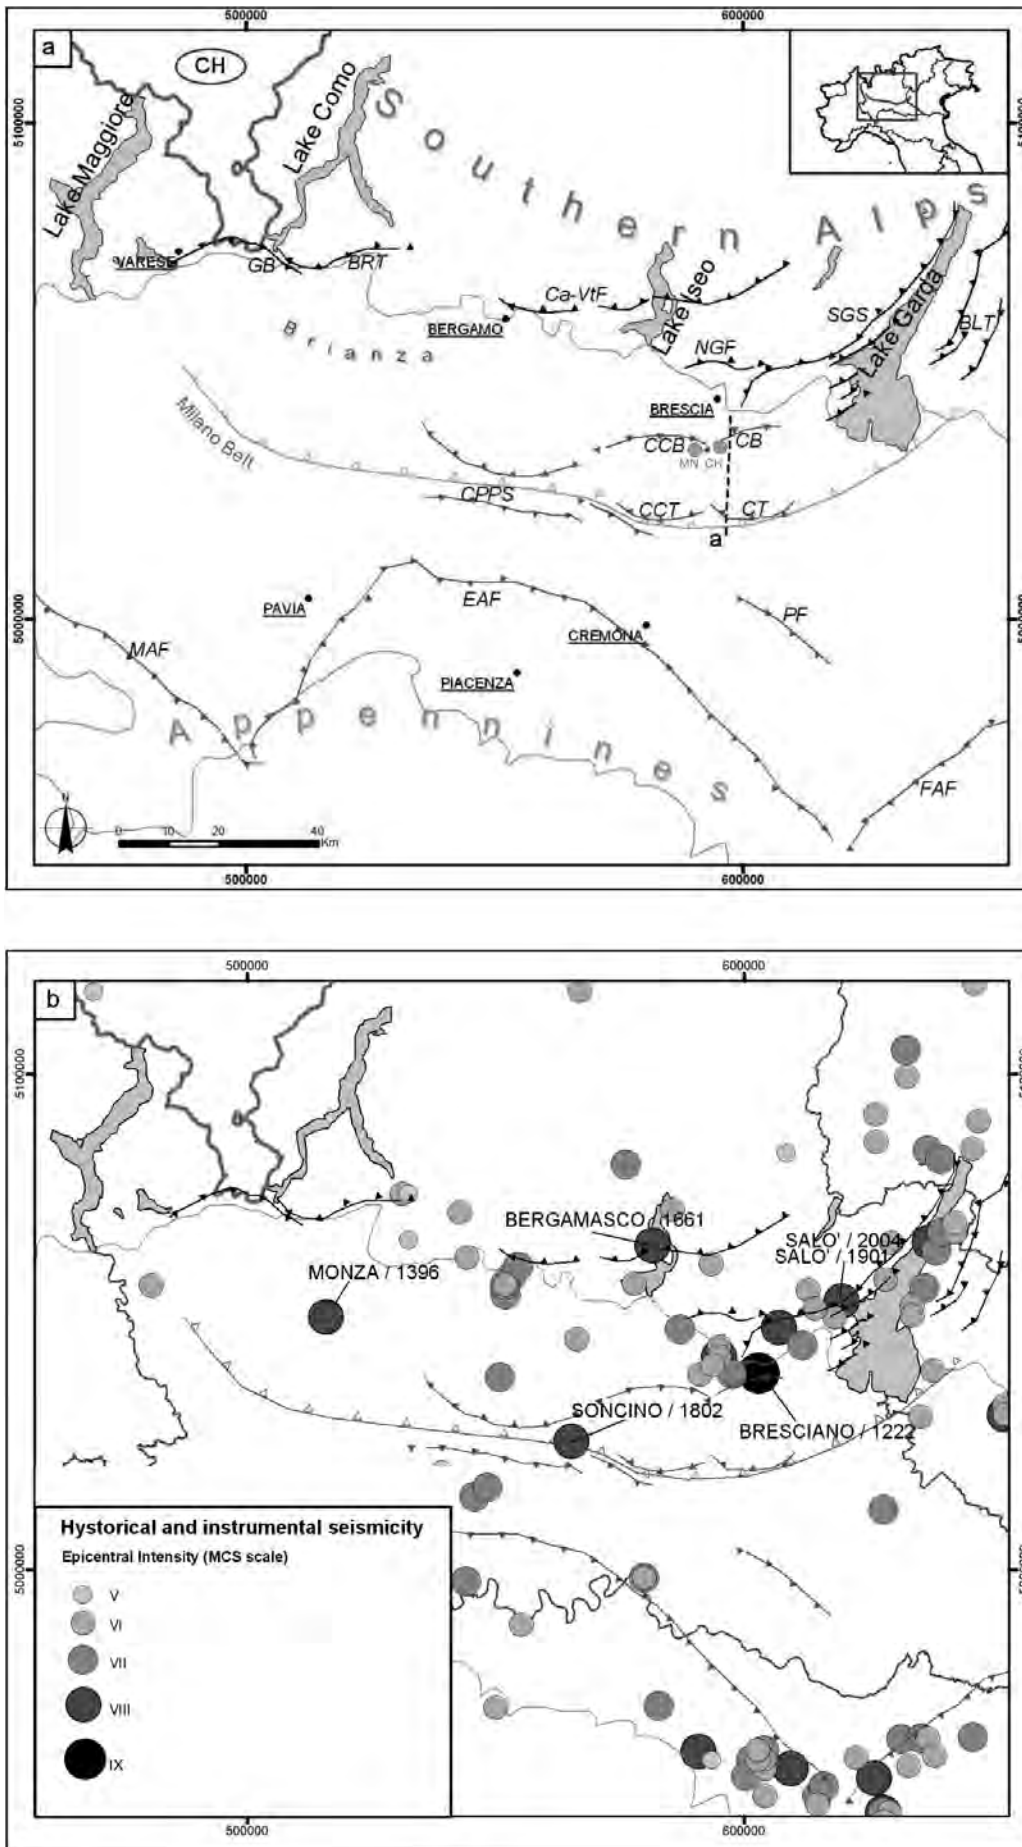 500000
600000
a
CH
Lake Maggiore
Lake Como
5100000
Southern Alps
VARESE
GB
BRT
Ca-VtF
Lake Iseo
SGS
Lake Garda
BLT
BERGAMO
Brianza
NGF
BRESCIA
Milano Belt
CCB
CB
MN
CH
CPPS
CCT
CT
a
5000000
5000000
PAVIA
EAF
PF
CREMONA
MAF
PIACENZA
Appennines
FAF
N
0 10 20 40
Km
500000
600000
500000
600000
b
5100000
5100000
BERGAMASCO / 1661
SALO' / 2004
SALO' / 1901
MONZA / 1396
SONCINO / 1802
BRESCIANO / 1222
Hystorical and instrumental seismicity
Epicentral Intensity (MCS scale)
5000000
5000000
V
VI
VII
VIII
IX
500000
600000